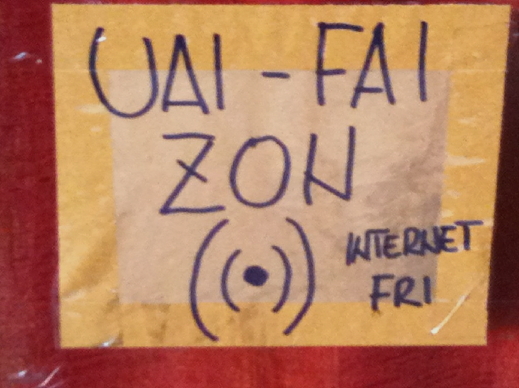 UAI-FAI
ZON
INTERNET
FRI